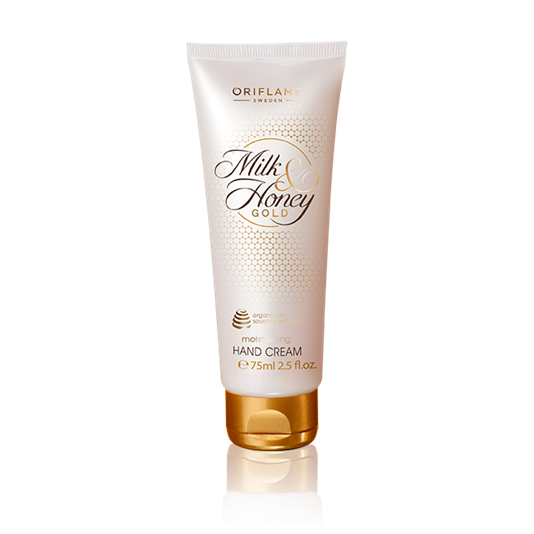 ORIFLAME
SWEDEN
Milk &
Honey
GOLD
HAND CREAM
℮75ml 2.5 fl.oz.